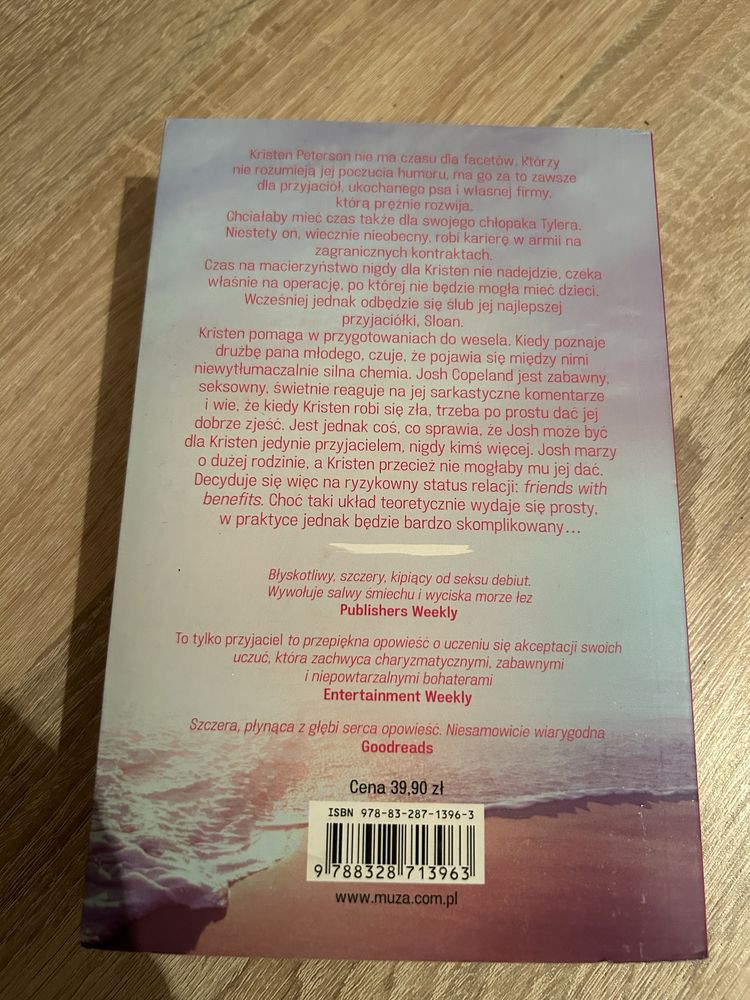 Kristen Peterson nie ma czasu dla facetów, którzy
nie rozumieją jej poczucia humoru, ma go za to zawsze
dla przyjaciół, ukochanego psa i własnej firmy,
którą prężnie rozwija.
Chciałaby mieć czas także dla swojego chłopaka Tylera.
Niestety on, wiecznie nieobecny, robi karierę w armii na
zagranicznych kontraktach.
Czas na macierzyństwo nigdy dla Kristen nie nadejdzie, czeka
właśnie na operację, po której nie będzie mogła mieć dzieci.
Wcześniej jednak odbędzie się ślub jej najlepszej
przyjaciółki, Sloan.
Kristen pomaga w przygotowaniach do wesela. Kiedy poznaje
drużbę pana młodego, czuje, że pojawia się między nimi
niewytłumaczalnie silna chemia. Josh Copeland jest zabawny,
seksowny, świetnie reaguje na jej sarkastyczne komentarze
i wie, że kiedy Kristen robi się zła, trzeba po prostu dać jej
dobrze zjeść. Jest jednak coś, co sprawia, że Josh może być
dla Kristen jedynie przyjacielem, nigdy kimś więcej. Josh marzy
o dużej rodzinie, a Kristen przecież nie mogłaby mu jej dać.
Decyduje się więc na ryzykowny status relacji: friends with
benefits. Choć taki układ teoretycznie wydaje się prosty,
w praktyce jednak będzie bardzo skomplikowany...
Błyskotliwy, szczery, kipiący od seksu debiut.
Wywołuje salwy śmiechu i wyciska morze łez
Publishers Weekly
To tylko przyjaciel to przepiękna opowieść o uczeniu się akceptacji swoich
uczuć, która zachwyca charyzmatycznymi, zabawnymi
i niepowtarzalnymi bohaterami
Entertainment Weekly
Szczera, płynąca z głębi serca opowieść. Niesamowicie wiarygodna
Goodreads
Cena 39,90 zł
ISBN 978-83-287-1396-3
9 788328 713963
www.muza.com.pl